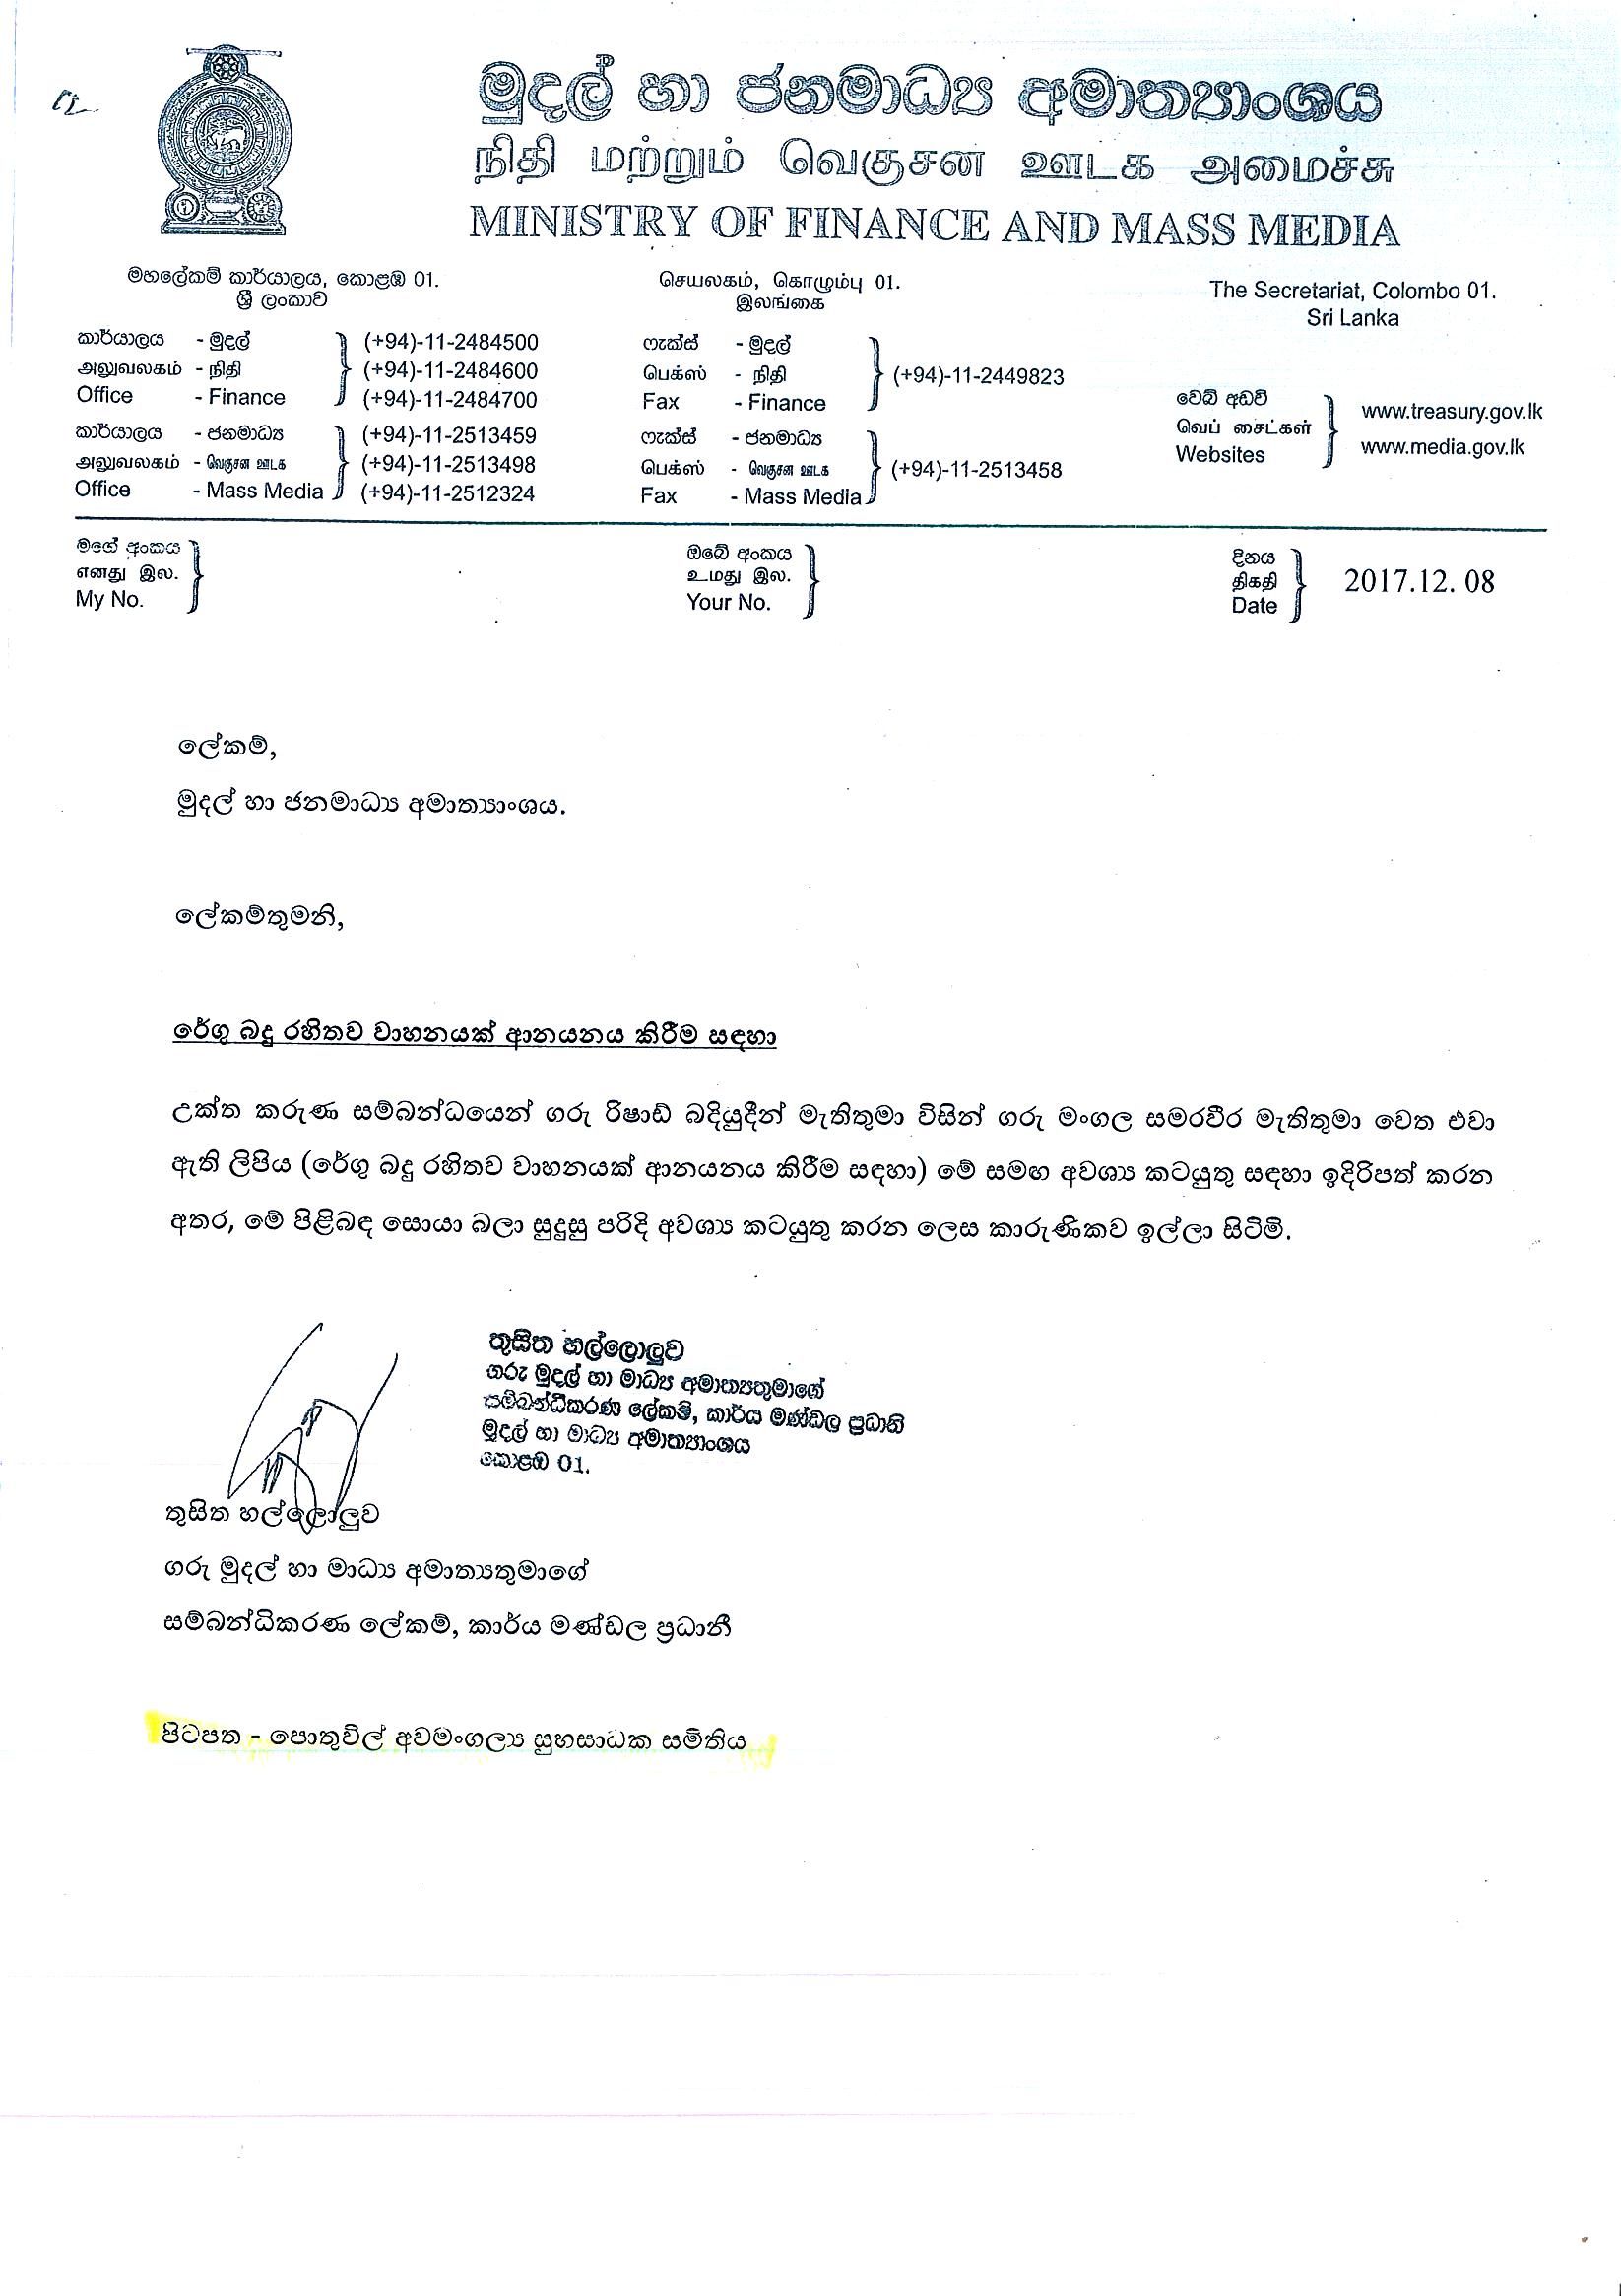 මුදල් හා ජනමාධ්‍ය අමාත්‍යාංශය
நிதி மற்றும் வெகுசன ஊடக அமைச்சு
MINISTRY OF FINANCE AND MASS MEDIA
මහලේකම් කාර්යාලය, කොළඹ 01.
ශ්‍රී ලංකාව
செயலகம், கொழும்பு 01.
இலங்கை
The Secretariat, Colombo 01.
Sri Lanka
කාර්යාලය - මුදල් (+94)-11-2484500
அலுவலகம் - நிதி (+94)-11-2484600
Office - Finance (+94)-11-2484700
කාර්යාලය - ජනමාධ්‍ය (+94)-11-2513459
அலுவலகம் - வெகுசன ஊடக (+94)-11-2513498
Office - Mass Media (+94)-11-2512324
ෆැක්ස් - මුදල්
பெக்ஸ் - நிதி (+94)-11-2449823
Fax - Finance
ෆැක්ස් - ජනමාධ්‍ය
பெக்ஸ் - வெகுசன ஊடக (+94)-11-2513458
Fax - Mass Media
වෙබ් අඩවි
வெப் சைட்கள்
Websites
www.treasury.gov.lk
www.media.gov.lk
මගේ අංකය
எனது இல.
My No.
ඔබේ අංකය
உமது இல.
Your No.
දිනය
திகதி
Date
2017.12. 08
ලේකම්,
මුදල් හා ජනමාධ්‍ය අමාත්‍යාංශය.
ලේකම්තුමනි,
රේගු බදු රහිතව වාහනයක් ආනයනය කිරීම සඳහා
උක්ත කරුණ සම්බන්ධයෙන් ගරු රිෂාඩ් බදියුදීන් මැතිතුමා විසින් ගරු මංගල සමරවීර මැතිතුමා වෙත එවා
ඇති ලිපිය (රේගු බදු රහිතව වාහනයක් ආනයනය කිරීම සඳහා) මේ සමඟ අවශ්‍ය කටයුතු සඳහා ඉදිරිපත් කරන
අතර, මේ පිළිබඳ සොයා බලා සුදුසු පරිදි අවශ්‍ය කටයුතු කරන ලෙස කාරුණිකව ඉල්ලා සිටිමි.
තුසිත හල්ලොලුව
ගරු මුදල් හා මාධ්‍ය අමාත්‍යතුමාගේ
සම්බන්ධීකරණ ලේකම්, කාර්ය මණ්ඩල ප්‍රධානි
මුදල් හා මාධ්‍ය අමාත්‍යාංශය
කොළඹ 01.
තුසිත හල්ලොලුව
ගරු මුදල් හා මාධ්‍ය අමාත්‍යතුමාගේ
සම්බන්ධිකරණ ලේකම්, කාර්ය මණ්ඩල ප්‍රධානී
පිටපත - පොතුවිල් අවමංගල්‍ය සුභසාධක සමිතිය